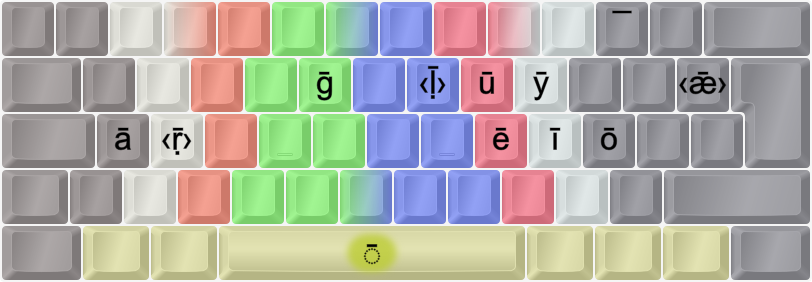 ¯
ḡ ‹ḹ› ū ȳ ‹ǣ›
ā ‹ṝ› ē ī ō
◌̄